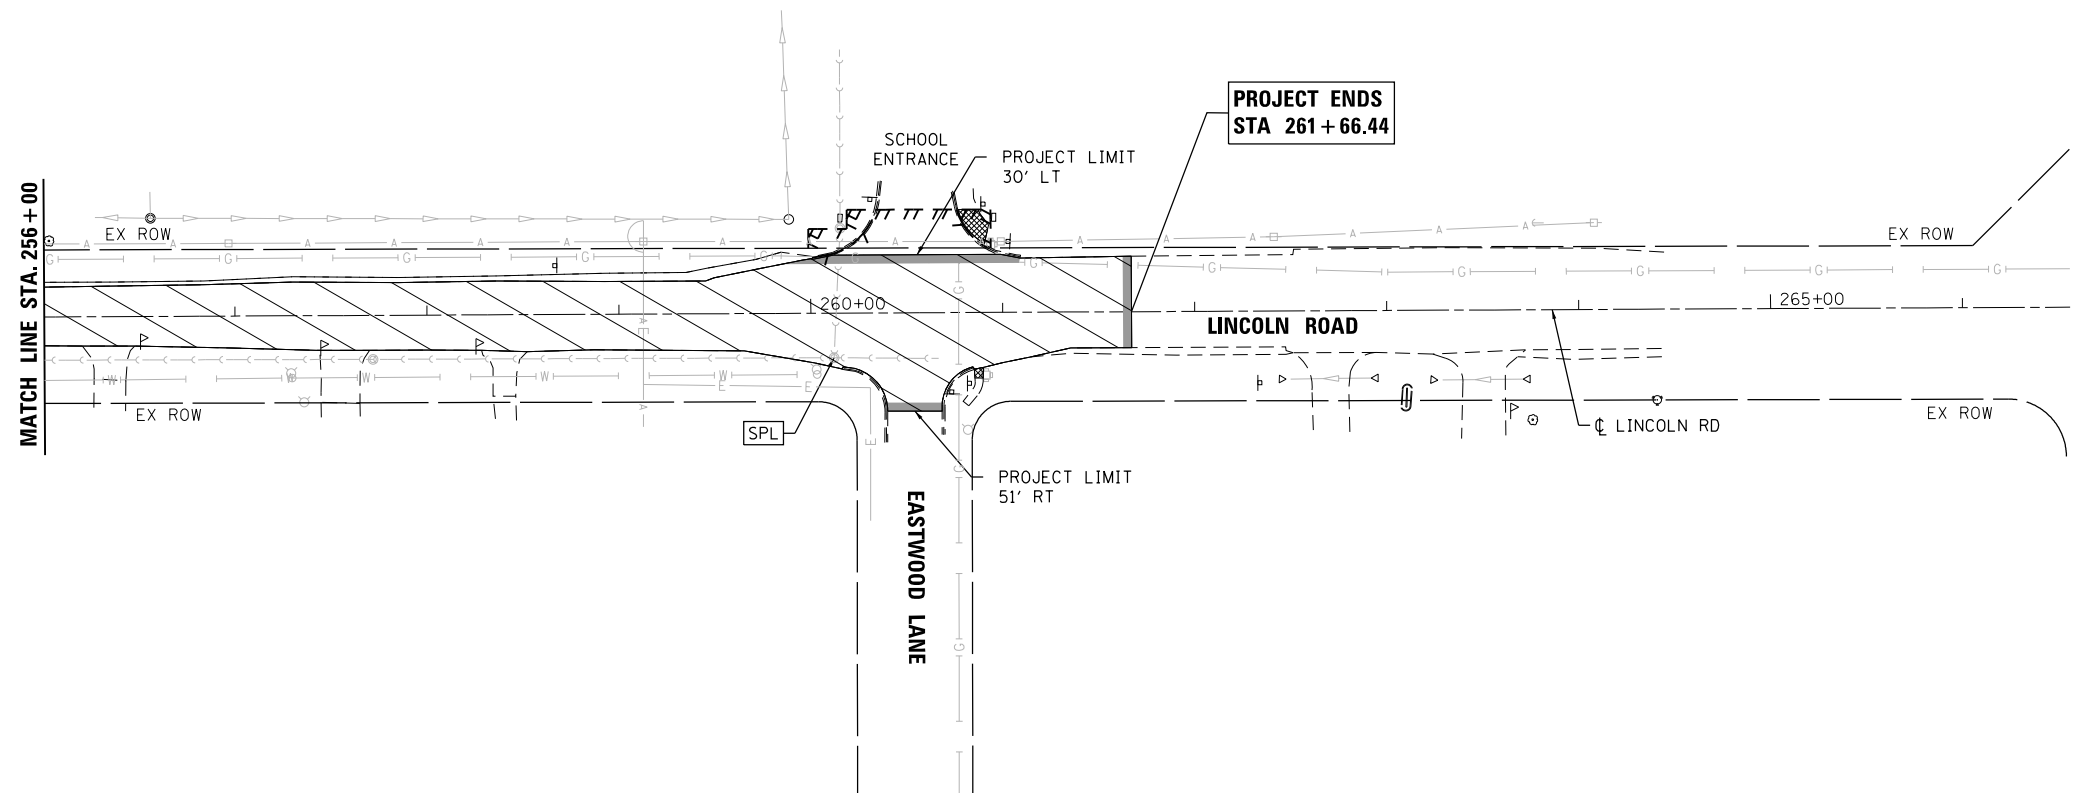 PROJECT ENDS
STA 261+66.44
SCHOOL
ENTRANCE
PROJECT LIMIT
30' LT
MATCH LINE STA. 256+00
EX ROW
EX ROW
A A A A A A A A A A
G G G G G G G G G G G
260+00
265+00
LINCOLN ROAD
W W W W W
E E
EX ROW
EX ROW
SPL
℄ LINCOLN RD
PROJECT LIMIT
51' RT
EASTWOOD LANE